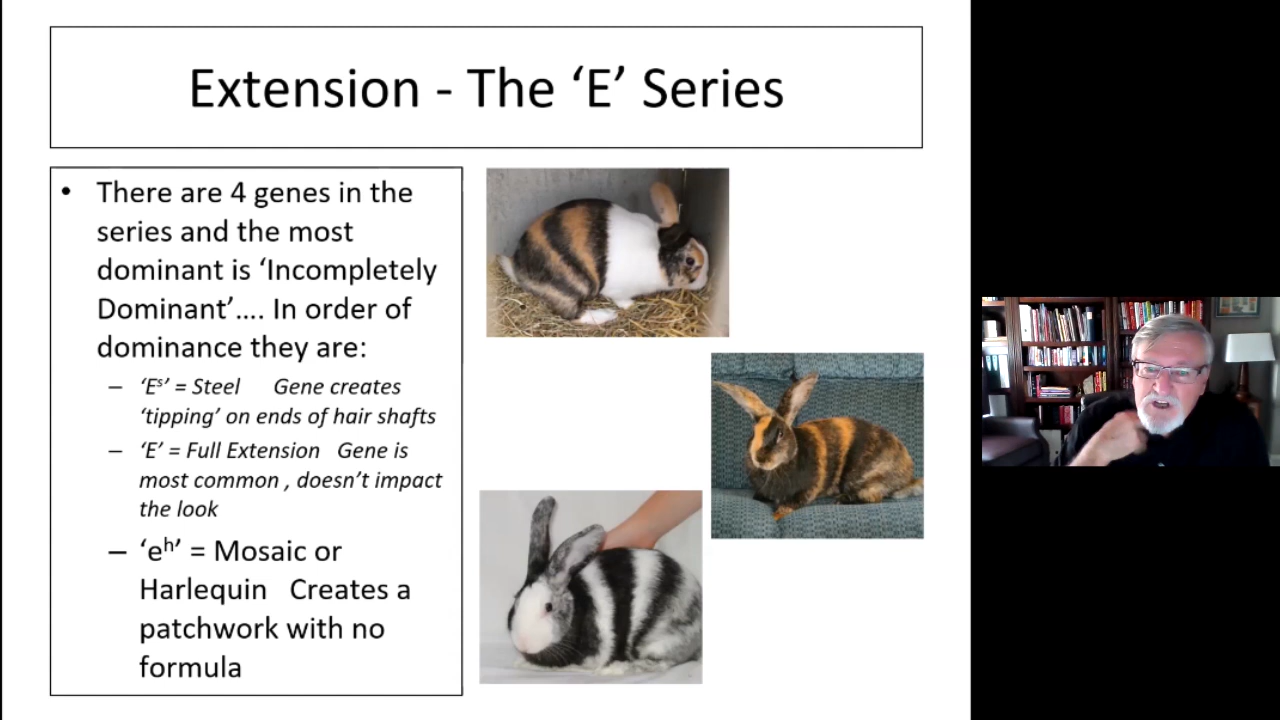 Extension - The ‘E’ Series
• There are 4 genes in the
series and the most
dominant is ‘Incompletely
Dominant’…. In order of
dominance they are:
– ‘Eˢ’ = Steel Gene creates
‘tipping’ on ends of hair shafts
– ‘E’ = Full Extension Gene is
most common , doesn’t impact
the look
– ‘eʰ’ = Mosaic or
Harlequin Creates a
patchwork with no
formula